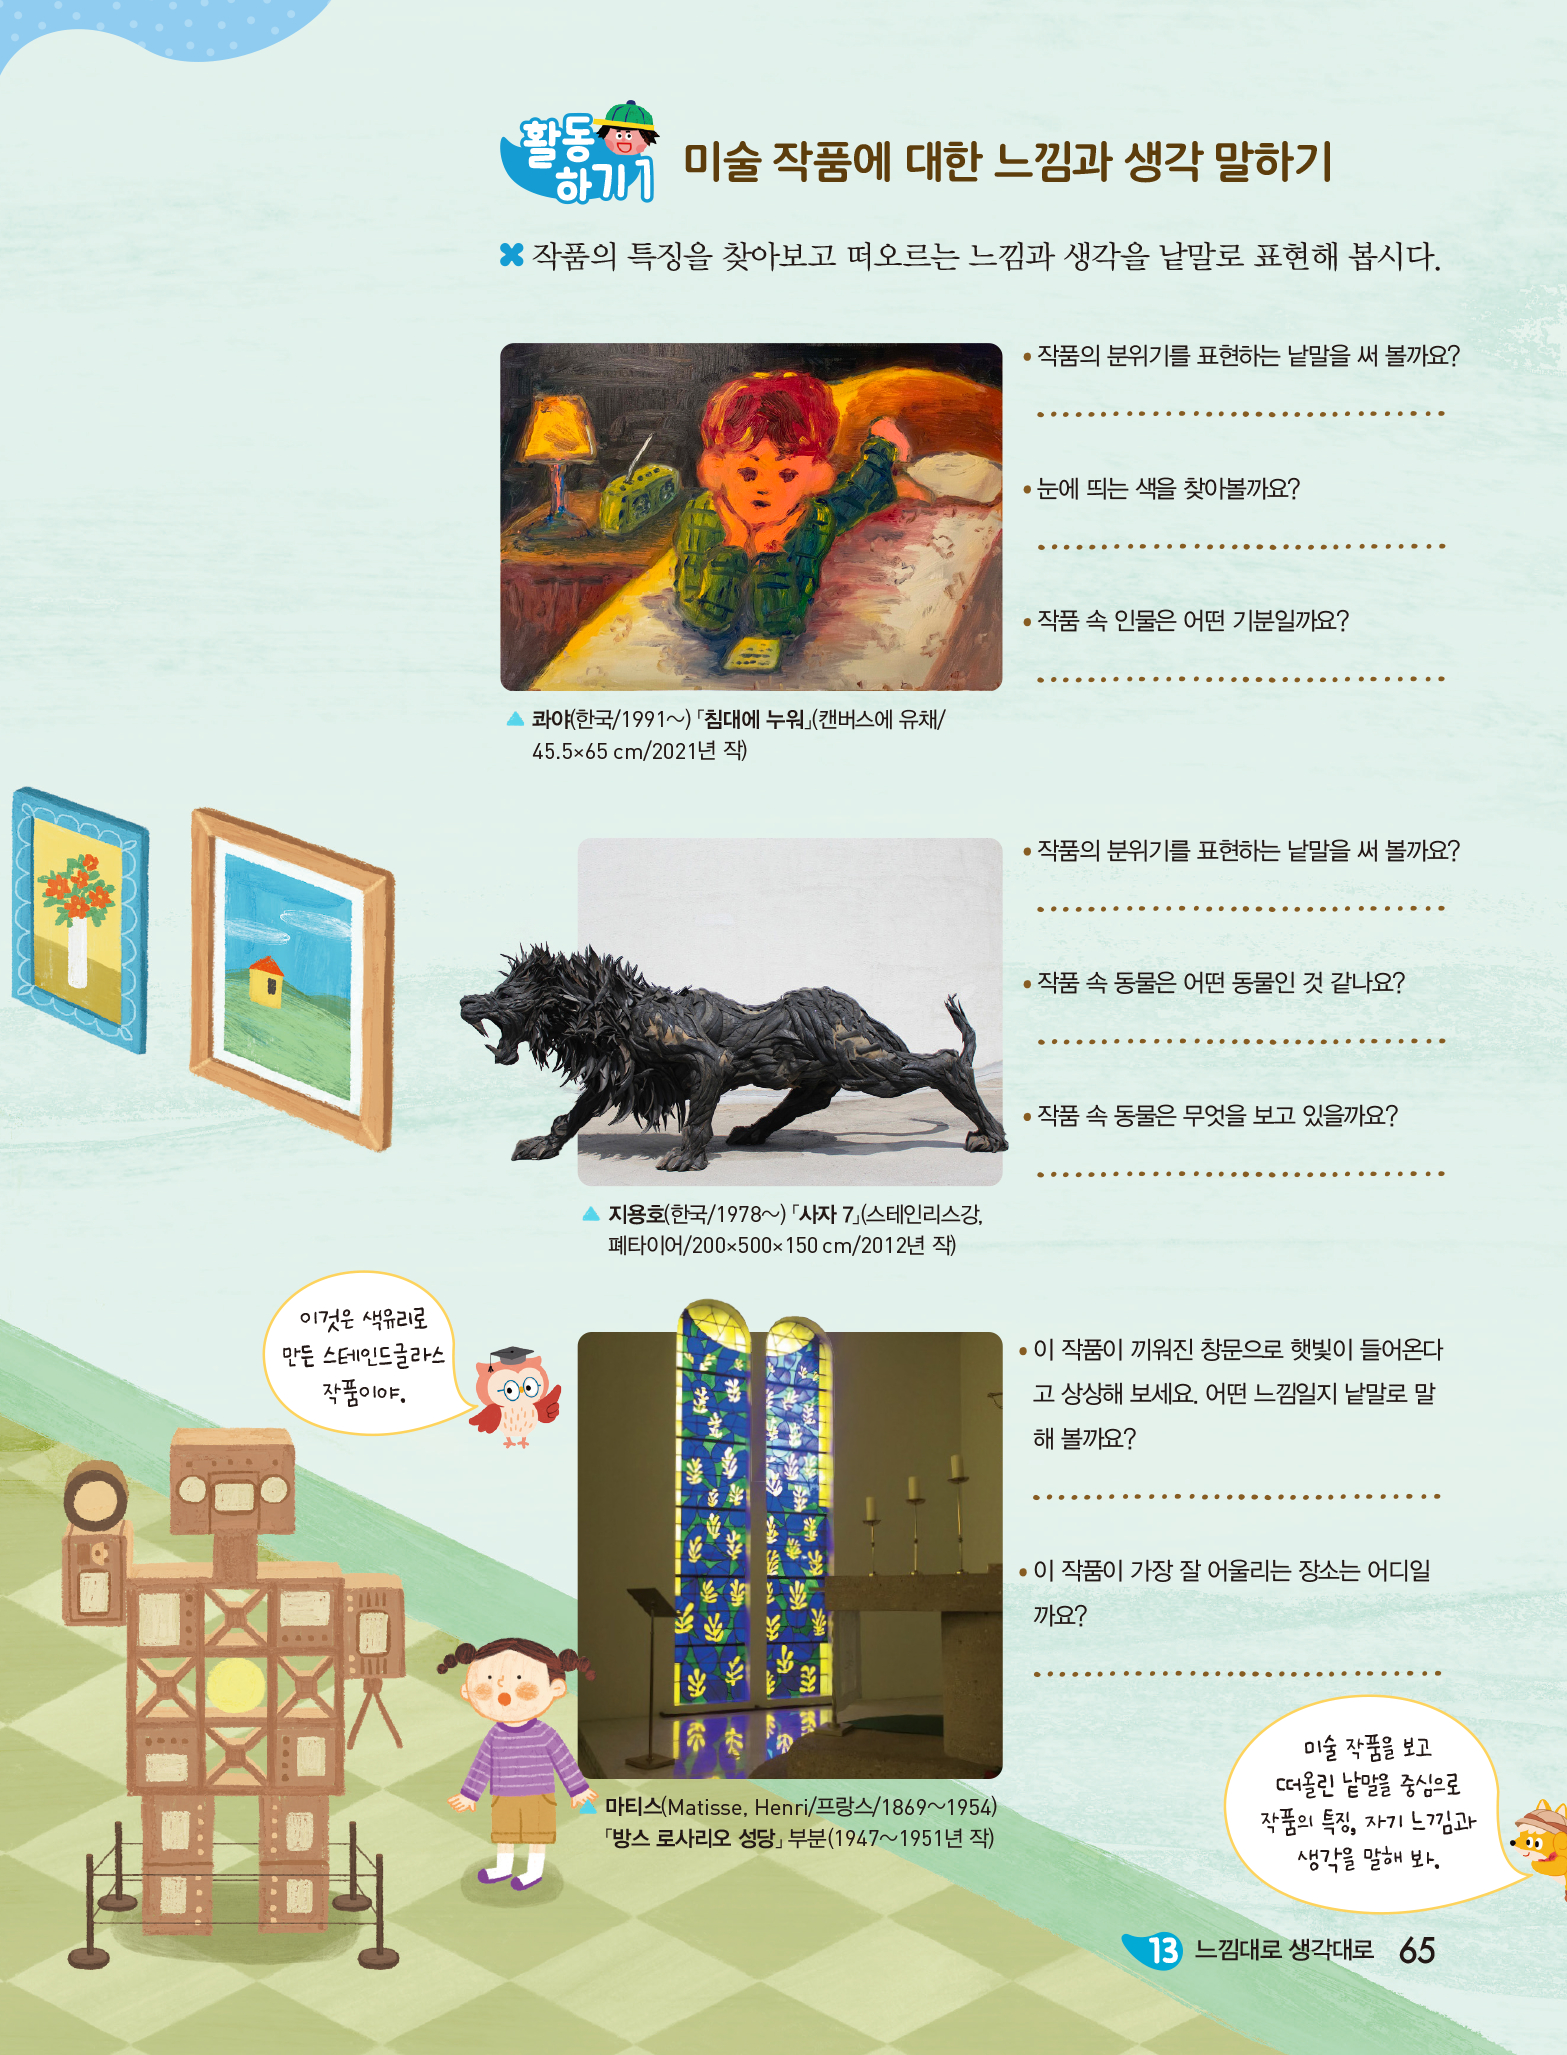 활동
하기 1
미술 작품에 대한 느낌과 생각 말하기
작품의 특징을 찾아보고 떠오르는 느낌과 생각을 낱말로 표현해 봅시다.
• 작품의 분위기를 표현하는 낱말을 써 볼까요?
• 눈에 띄는 색을 찾아볼까요?
• 작품 속 인물은 어떤 기분일까요?
▲ 콰야(한국/1991~) 「침대에 누워」(캔버스에 유채/
45.5×65 cm/2021년 작)
• 작품의 분위기를 표현하는 낱말을 써 볼까요?
• 작품 속 동물은 어떤 동물인 것 같나요?
• 작품 속 동물은 무엇을 보고 있을까요?
▲ 지용호(한국/1978~) 「사자 7」(스테인리스강,
폐타이어/200×500×150 cm/2012년 작)
이것은 색유리로
만든 스테인드글라스
작품이야.
• 이 작품이 끼워진 창문으로 햇빛이 들어온다
고 상상해 보세요. 어떤 느낌일지 낱말로 말
해 볼까요?
• 이 작품이 가장 잘 어울리는 장소는 어디일
까요?
▲ 마티스(Matisse, Henri/프랑스/1869~1954)
「방스 로사리오 성당」 부분(1947~1951년 작)
미술 작품을 보고
떠올린 낱말을 중심으로
작품의 특징, 자기 느낌과
생각을 말해 봐.
13 느낌대로 생각대로 65